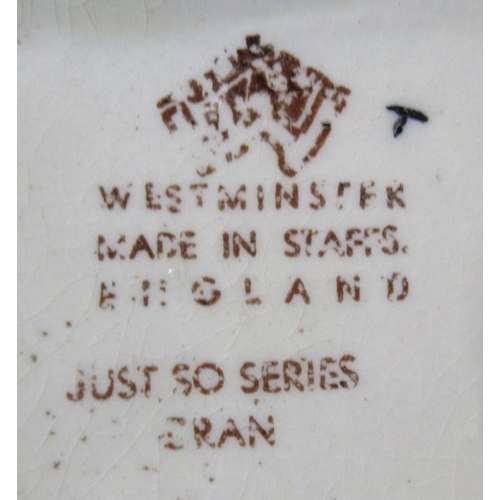 WESTMINSTER
MADE IN STAFFS.
ENGLAND
JUST SO SERIES